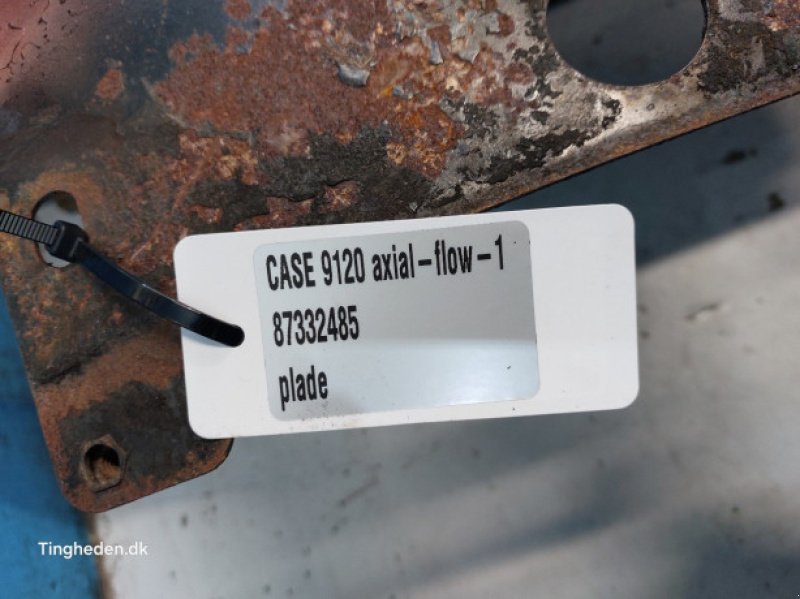 CASE 9120 axial-flow-1
87332485
plade
Tingheden.dk